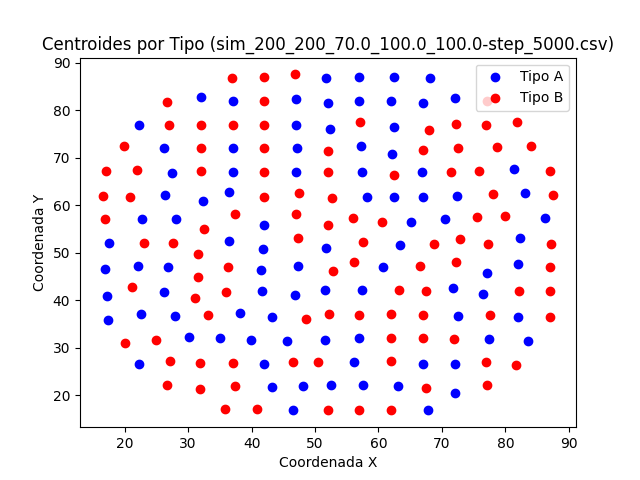 Centroides por Tipo (sim_200_200_70.0_100.0_100.0-step_5000.csv)
Tipo A
Tipo B
Coordenada Y
90
80
70
60
50
40
30
20
20 30 40 50 60 70 80 90
Coordenada X